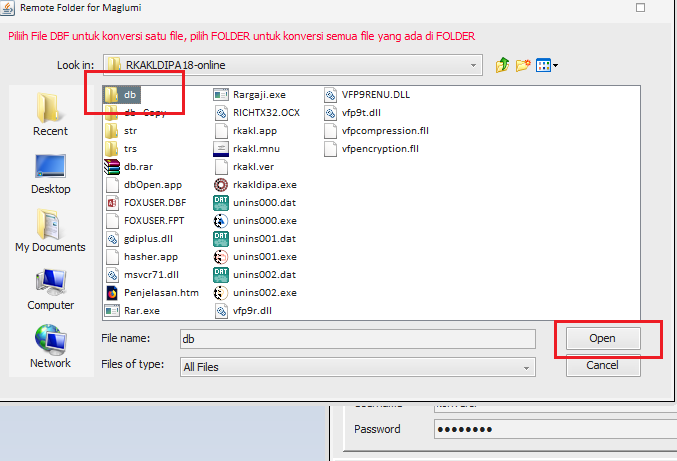 Remote Folder for Maglumi
Piliih File DBF untuk konversi satu file, pilih FOLDER untuk konversi semua file yang ada di FOLDER
Look in:
RKAKLDIPA18-online
Recent
Desktop
My Documents
Computer
Network
db
db - Copy
str
trs
db.rar
dbOpen.app
FOXUSER.DBF
FOXUSER.FPT
gdiplus.dll
hasher.app
msvcr71.dll
Penjelasan.htm
Rar.exe
Rargaji.exe
RICHTX32.OCX
rkakl.app
rkakl.mnu
rkakl.ver
rkakldipa.exe
unins000.dat
unins000.exe
unins001.dat
unins001.exe
unins002.dat
unins002.exe
vfp9r.dll
VFP9RENU.DLL
vfp9t.dll
vfpcompression.fll
vfpencryption.fll
File name:
db
Open
Files of type:
All Files
Cancel
Password